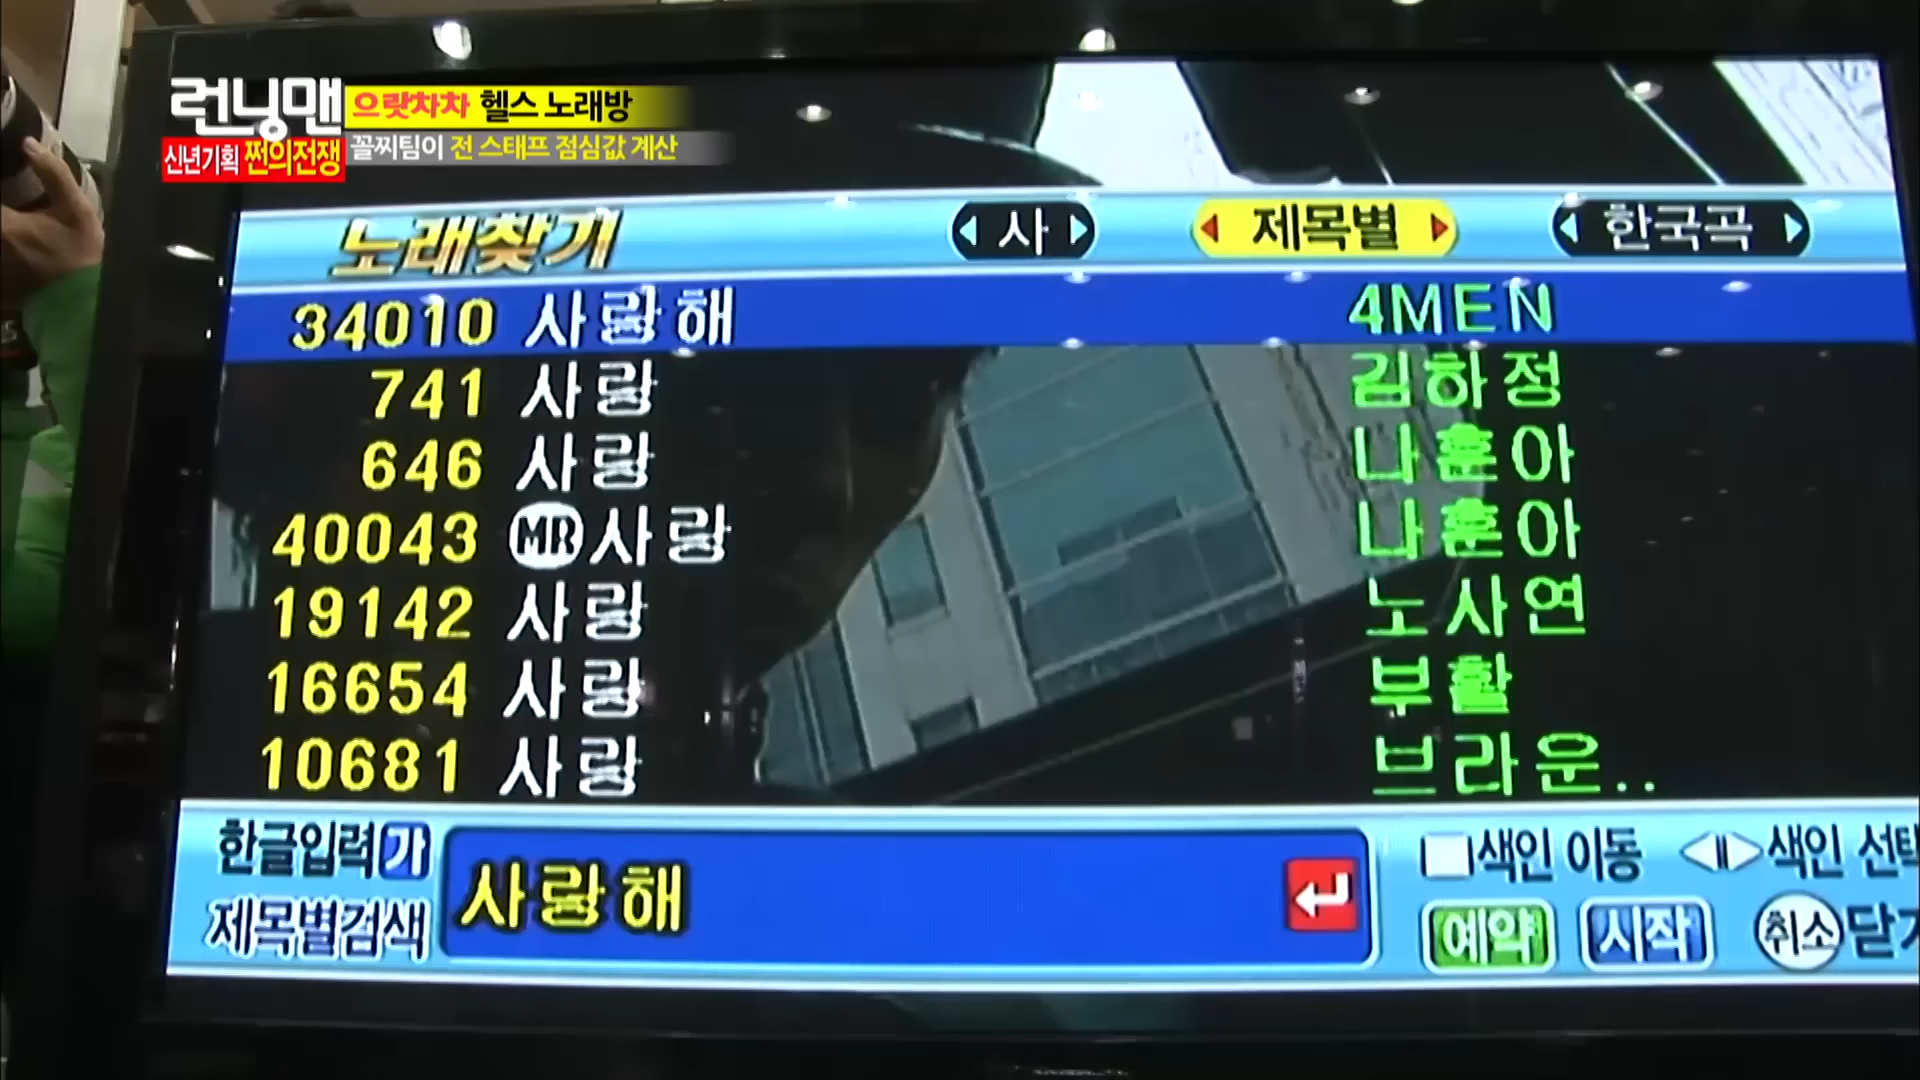 런닝맨
신년기획 쩐의전쟁
으랏차차 헬스 노래방
꼴찌팀이 전 스태프 점심값 계산
노래찾기 사 제목별 한국곡
34010 사랑해 4MEN
741 사랑 김하정
646 사랑 나훈아
40043 MR 사랑 나훈아
19142 사랑 노사연
16654 사랑 부활
10681 사랑 브라운..
한글입력 가
제목별검색
사랑해
색인 이동 색인 선택
예약 시작 취소 닫기